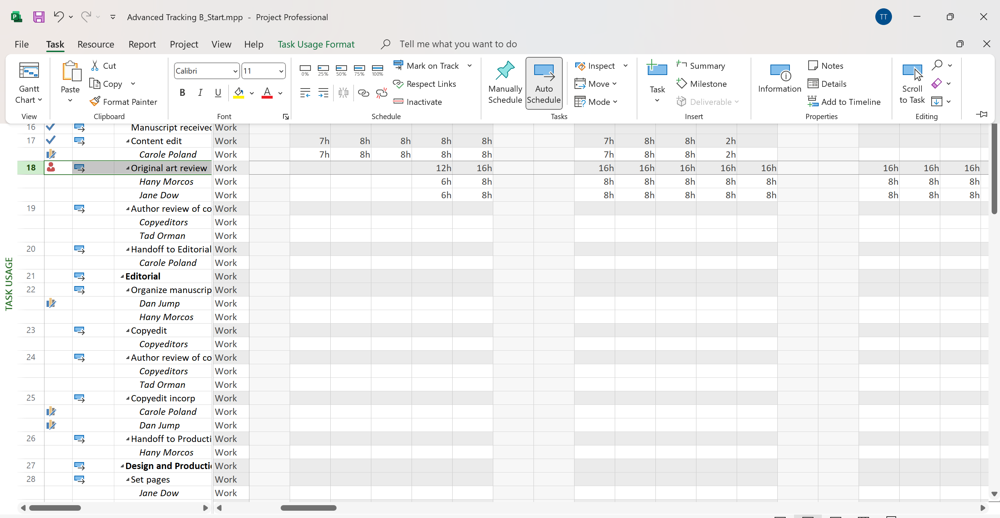 Advanced Tracking B_Start.mpp - Project Professional
TT
File Task Resource Report Project View Help Task Usage Format Tell me what you want to do
Gantt Chart
View
Paste
Cut
Copy
Format Painter
Clipboard
Calibri 11
B I U A
Font
0% 25% 50% 75% 100%
Mark on Track
Respect Links
Inactivate
Schedule
Manually Schedule
Auto Schedule
Inspect
Move
Mode
Tasks
Task
Summary
Milestone
Deliverable
Insert
Information
Notes
Details
Add to Timeline
Properties
Scroll to Task
Editing
TASK USAGE
16 Manuscript received Work
17 Content edit Work 7h 8h 8h 8h 8h 7h 8h 8h 2h
Carole Poland Work 7h 8h 8h 8h 8h 7h 8h 8h 2h
18 Original art review Work 12h 16h 16h 16h 16h 16h 16h 16h 16h 16h
Hany Morcos Work 6h 8h 8h 8h 8h 8h 8h 8h 8h 8h
Jane Dow Work 6h 8h 8h 8h 8h 8h 8h 8h 8h 8h
19 Author review of co Work
Copyeditors Work
Tad Orman Work
20 Handoff to Editorial Work
Carole Poland Work
21 Editorial Work
22 Organize manuscrip Work
Dan Jump Work
Hany Morcos Work
23 Copyedit Work
Copyeditors Work
24 Author review of co Work
Copyeditors Work
Tad Orman Work
25 Copyedit incorp Work
Carole Poland Work
Dan Jump Work
26 Handoff to Producti Work
Hany Morcos Work
27 Design and Producti Work
28 Set pages Work
Jane Dow Work